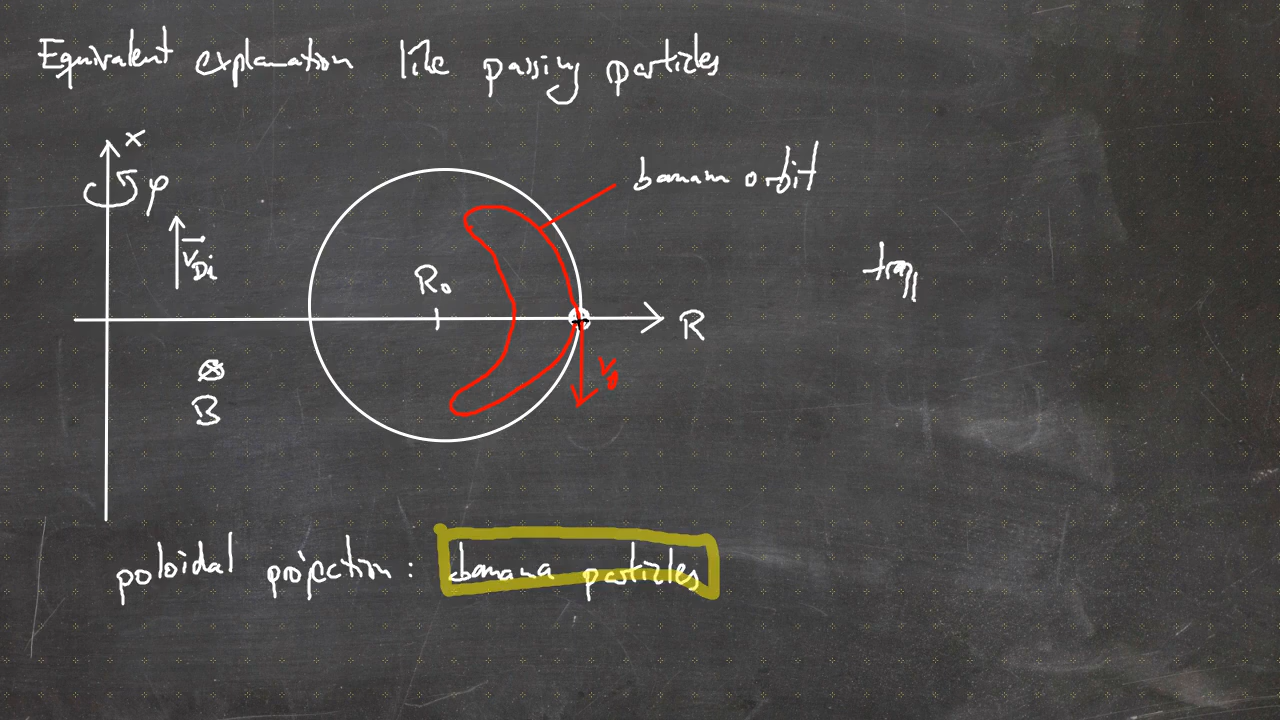 Equivalent explanation like passing particles
x
φ
banana orbit
v⃗Di
R₀
R
B
poloidal projection: banana particles